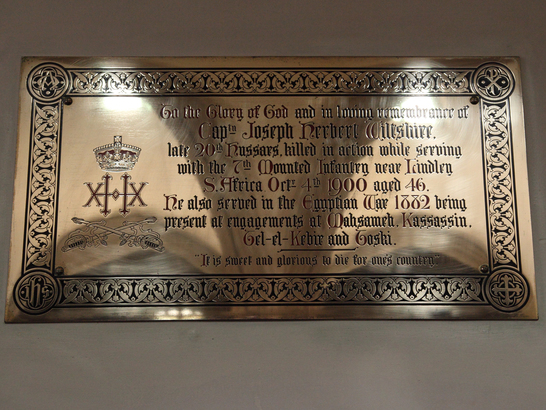 To the Glory of God and in loving remembrance of
Captn Joseph Herbert Wiltshire,
late 20th Hussars, killed in action while serving
with the 7th Mounted Infantry near Lindley
S. Africa Octr 4th 1900 aged 46.
He also served in the Egyptian War 1882 being
present at engagements at Mahsameh, Kassassin,
Tel-el-Kebir and Toski.
"It is sweet and glorious to die for one's country"
XHX